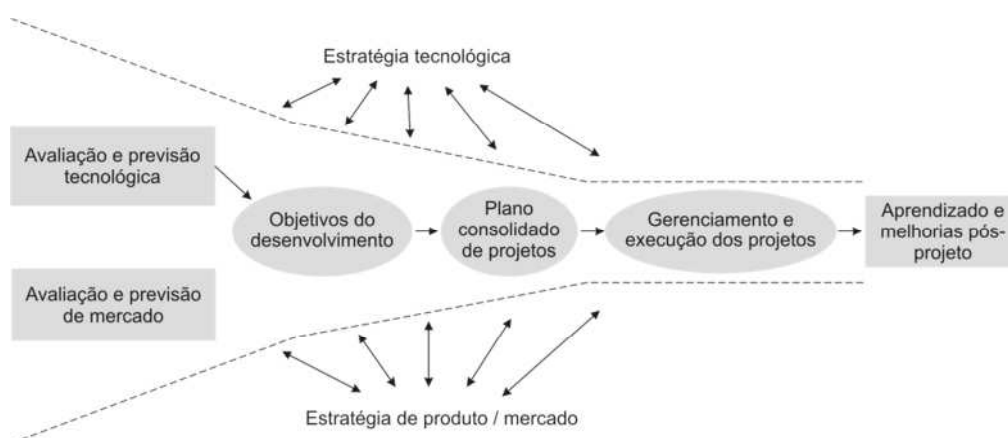 Estratégia tecnológica
Avaliação e previsão
tecnológica
Objetivos do
desenvolvimento
Plano
consolidado
de projetos
Gerenciamento e
execução dos projetos
Aprendizado e
melhorias pós-
projeto
Avaliação e previsão
de mercado
Estratégia de produto / mercado